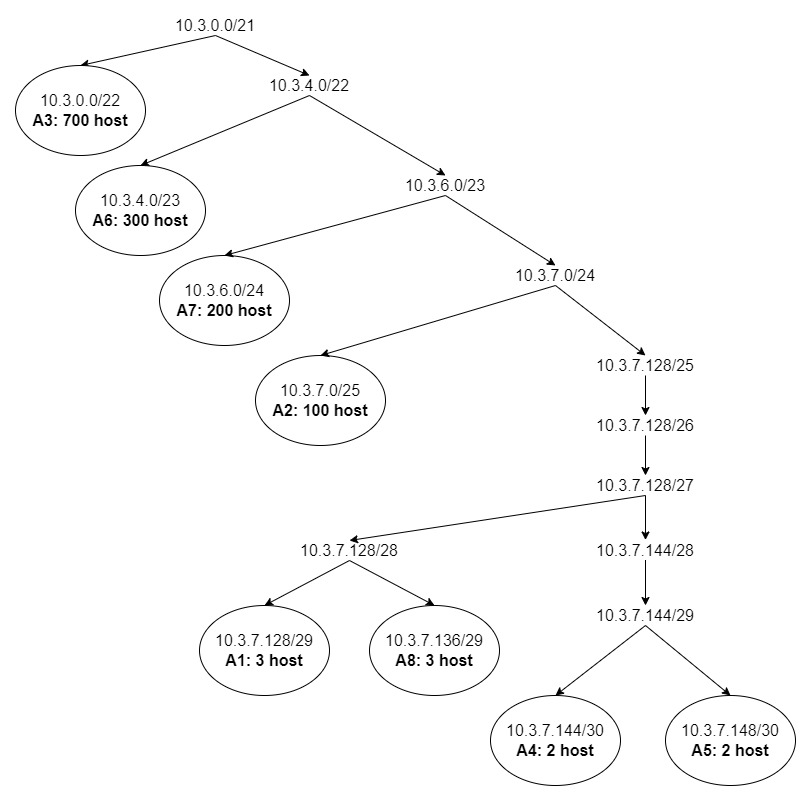 10.3.0.0/21
10.3.4.0/22
10.3.0.0/22
A3: 700 host
10.3.6.0/23
10.3.4.0/23
A6: 300 host
10.3.7.0/24
10.3.6.0/24
A7: 200 host
10.3.7.128/25
10.3.7.0/25
A2: 100 host
10.3.7.128/26
10.3.7.128/27
10.3.7.128/28
10.3.7.144/28
10.3.7.144/29
10.3.7.128/29
A1: 3 host
10.3.7.136/29
A8: 3 host
10.3.7.144/30
A4: 2 host
10.3.7.148/30
A5: 2 host